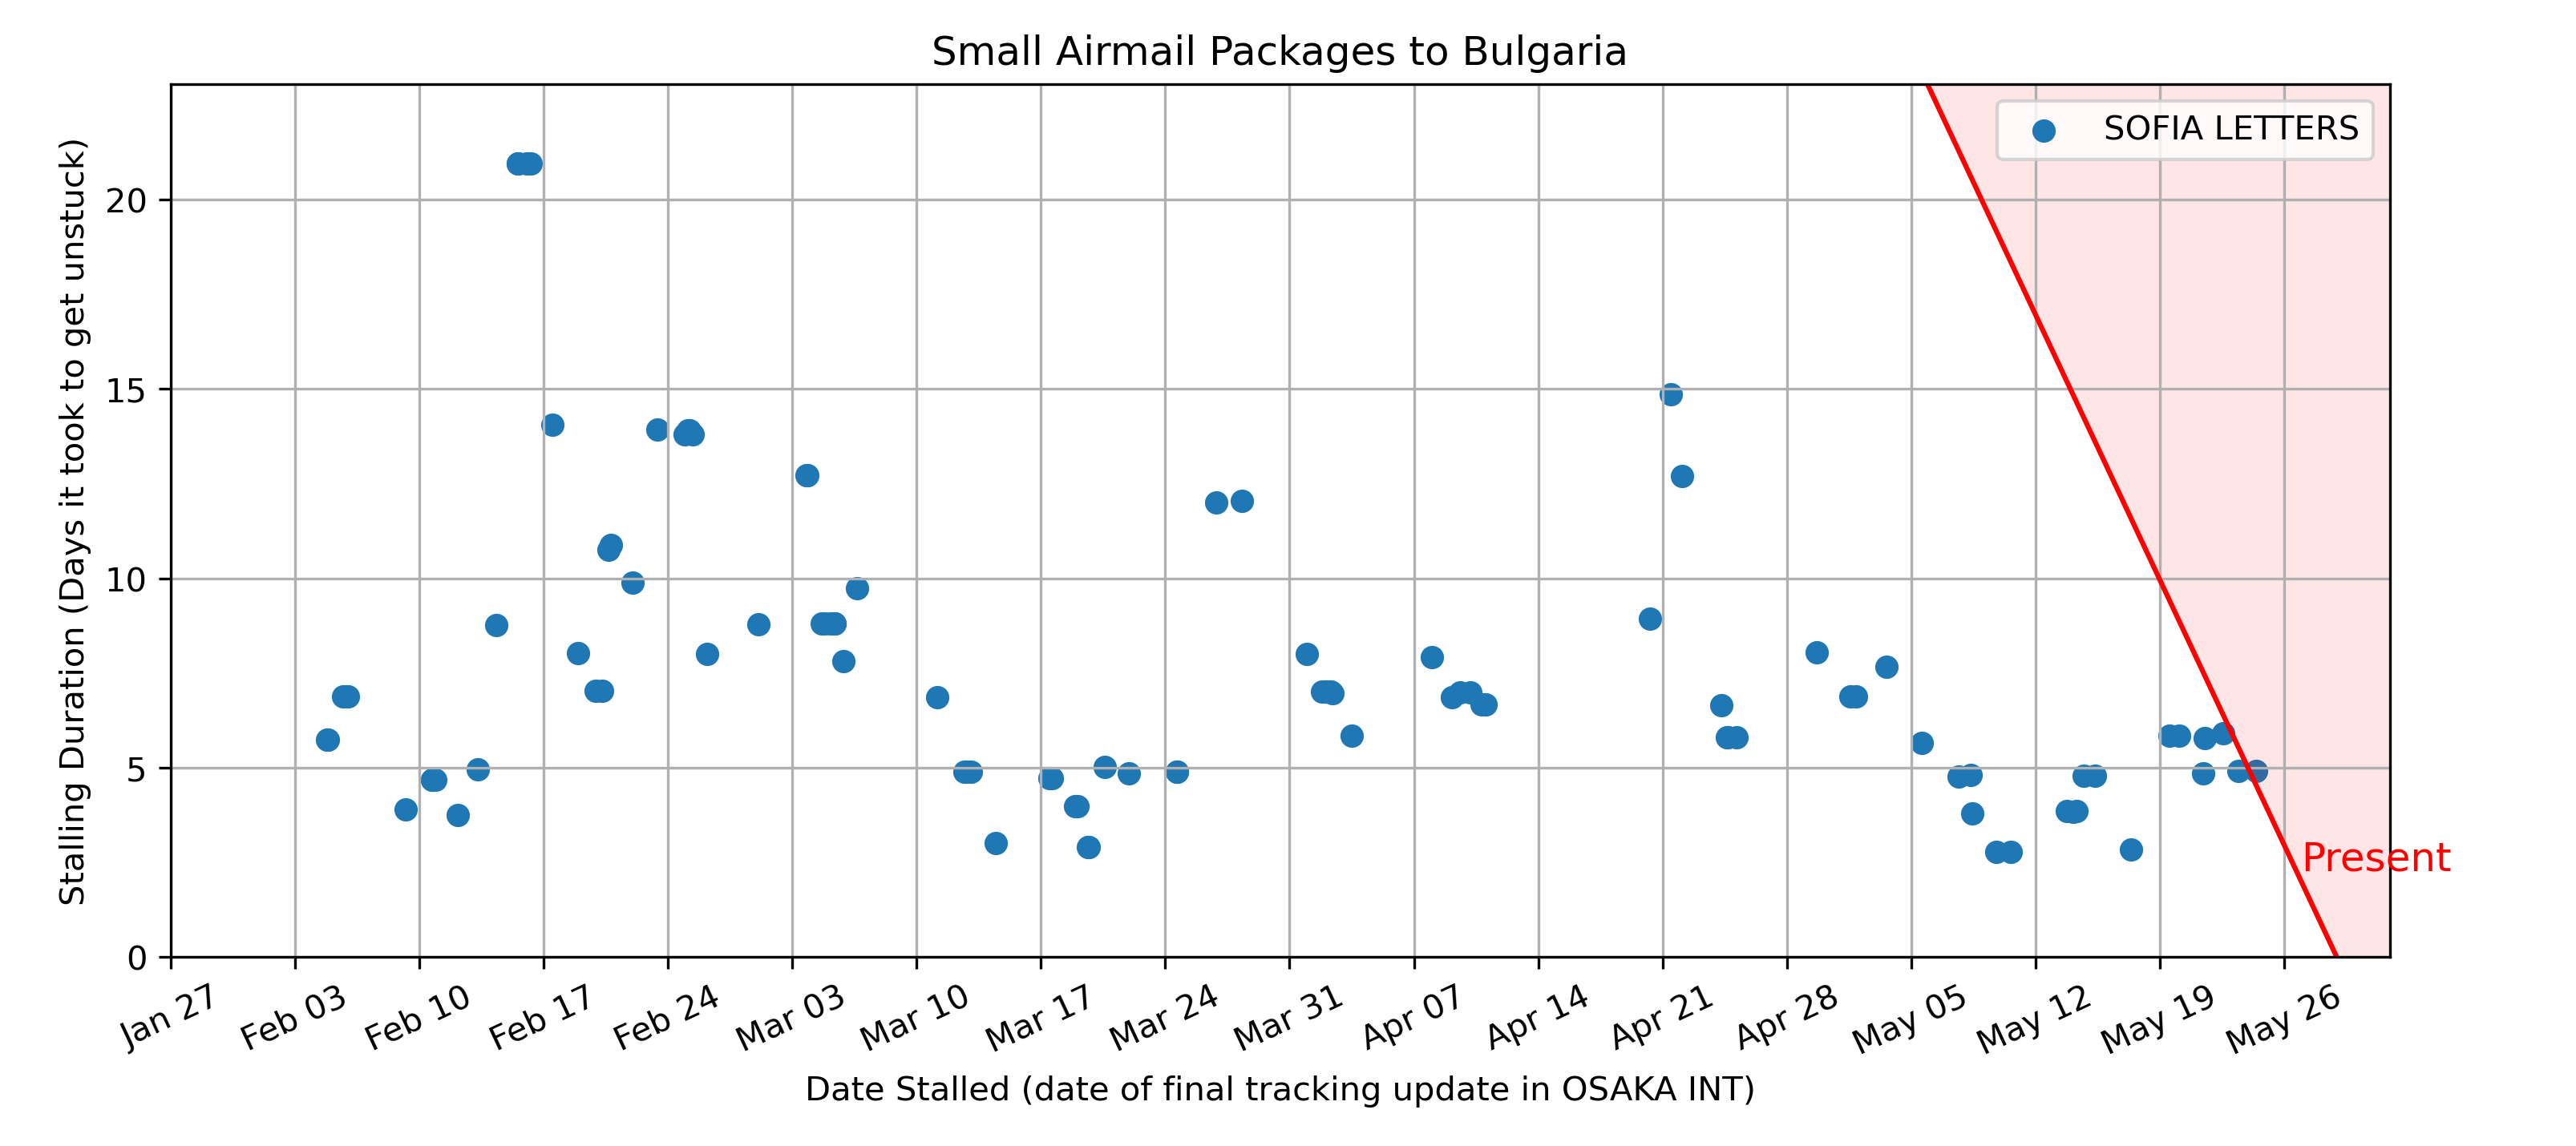 Small Airmail Packages to Bulgaria
SOFIA LETTERS
Stalling Duration (Days it took to get unstuck)
20
15
10
5
0
Present
Jan 27
Feb 03
Feb 10
Feb 17
Feb 24
Mar 03
Mar 10
Mar 17
Mar 24
Mar 31
Apr 07
Apr 14
Apr 21
Apr 28
May 05
May 12
May 19
May 26
Date Stalled (date of final tracking update in OSAKA INT)